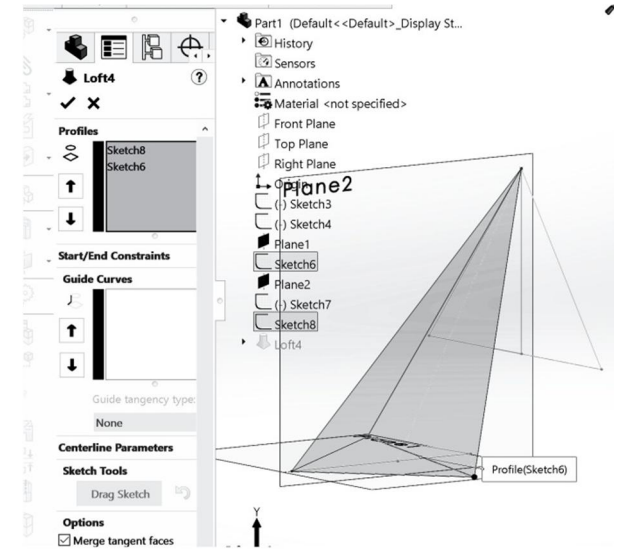 Loft4
?
Profiles
Sketch8
Sketch6
Start/End Constraints
Guide Curves
Guide tangency type:
None
Centerline Parameters
Sketch Tools
Drag Sketch
Options
Merge tangent faces
Part1 (Default<<Default>_Display St...
History
Sensors
A Annotations
Material <not specified>
Front Plane
Top Plane
Right Plane
Origin
(-) Sketch3
(-) Sketch4
Plane1
Sketch6
Plane2
(-) Sketch7
Sketch8
Loft4
Plane2
Profile(Sketch6)
Y